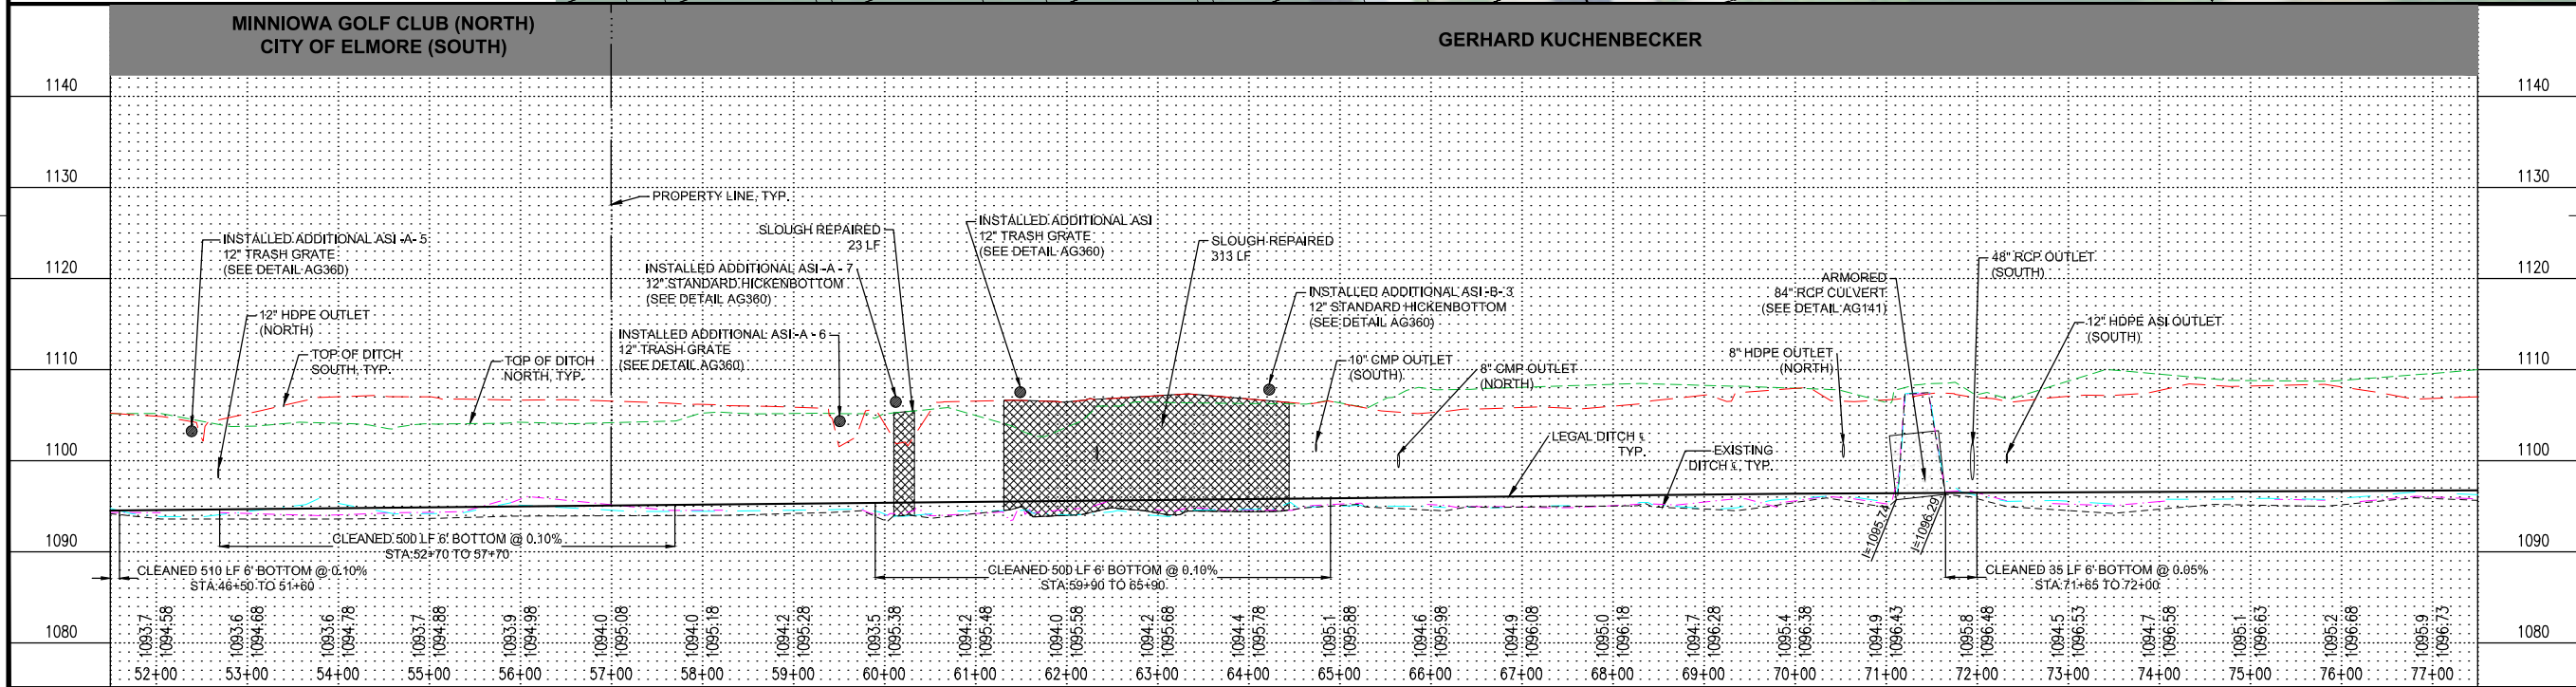 MINNIOWA GOLF CLUB (NORTH)
CITY OF ELMORE (SOUTH)
GERHARD KUCHENBECKER
1140
1140
1130
1130
1120
1120
1110
1110
1100
1100
1090
1090
1080
1080
PROPERTY LINE, TYP.
INSTALLED ADDITIONAL ASI -A- 5
12" TRASH GRATE
(SEE DETAIL AG360)
12" HDPE OUTLET
(NORTH)
TOP OF DITCH
SOUTH, TYP.
TOP OF DITCH
NORTH, TYP.
SLOUGH REPAIRED
23 LF
INSTALLED ADDITIONAL ASI -A - 7
12" STANDARD HICKENBOTTOM
(SEE DETAIL AG360)
INSTALLED ADDITIONAL ASI -A - 6
12" TRASH GRATE
(SEE DETAIL AG360)
INSTALLED ADDITIONAL ASI
12" TRASH GRATE
(SEE DETAIL AG360)
SLOUGH REPAIRED
313 LF
INSTALLED ADDITIONAL ASI -B- 3
12" STANDARD HICKENBOTTOM
(SEE DETAIL AG360)
10" CMP OUTLET
(SOUTH)
8" CMP OUTLET
(NORTH)
LEGAL DITCH ℄
TYP.
EXISTING
DITCH ℄, TYP.
8" HDPE OUTLET
(NORTH)
ARMORED
84" RCP CULVERT
(SEE DETAIL AG141)
48" RCP OUTLET
(SOUTH)
12" HDPE ASI OUTLET
(SOUTH)
I=1095.74
I=1096.29
CLEANED 510 LF 6' BOTTOM @ 0.10%
STA:46+50 TO 51+60
CLEANED 500 LF 6' BOTTOM @ 0.10%
STA:52+70 TO 57+70
CLEANED 500 LF 6' BOTTOM @ 0.10%
STA:59+90 TO 65+90
CLEANED 35 LF 6' BOTTOM @ 0.05%
STA:71+65 TO 72+00
1093.7
1094.58
1093.6
1094.68
1093.6
1094.78
1093.7
1094.88
1093.9
1094.98
1094.0
1095.08
1094.0
1095.18
1094.2
1095.28
1093.5
1095.38
1094.2
1095.48
1094.0
1095.58
1094.2
1095.68
1094.4
1095.78
1095.1
1095.88
1094.6
1095.98
1094.9
1096.08
1095.0
1096.18
1094.7
1096.28
1095.4
1096.38
1094.9
1096.43
1095.8
1096.48
1094.5
1096.53
1094.7
1096.58
1095.1
1096.63
1095.2
1096.68
1095.9
1096.73
52+00 53+00 54+00 55+00 56+00 57+00 58+00 59+00 60+00 61+00 62+00 63+00 64+00 65+00 66+00 67+00 68+00 69+00 70+00 71+00 72+00 73+00 74+00 75+00 76+00 77+00